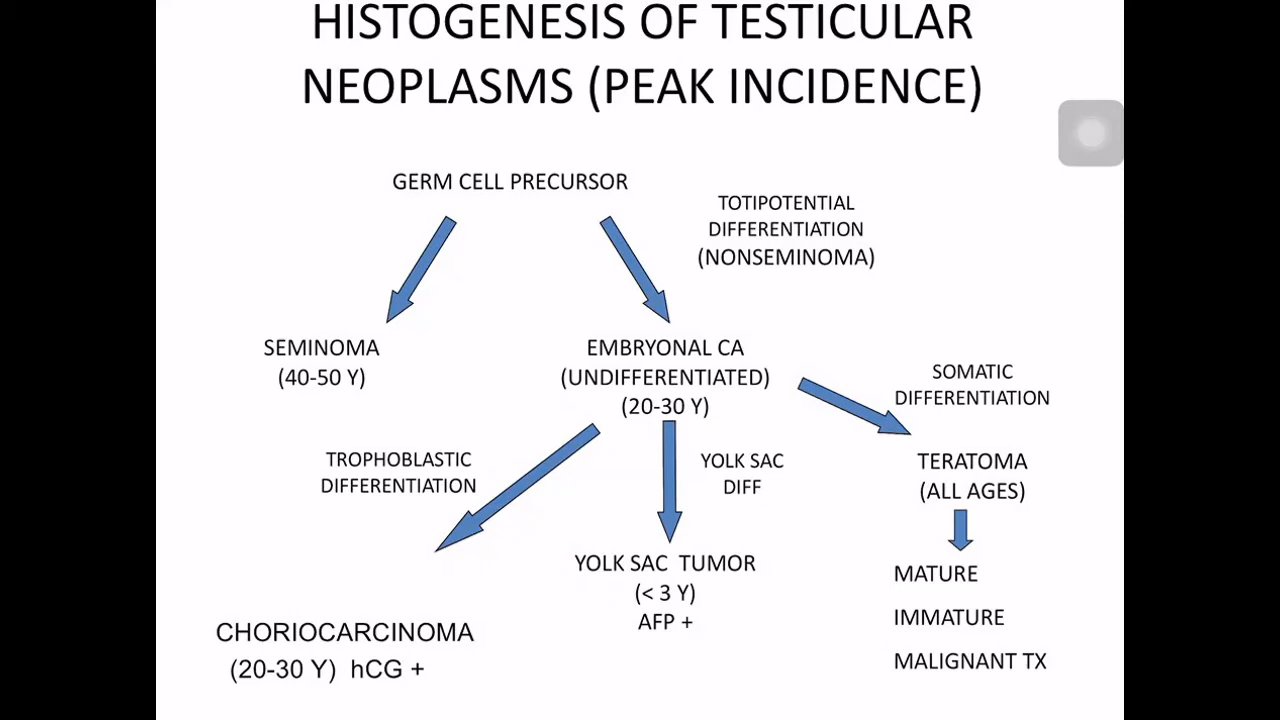 HISTOGENESIS OF TESTICULAR
NEOPLASMS (PEAK INCIDENCE)
GERM CELL PRECURSOR
TOTIPOTENTIAL
DIFFERENTIATION
(NONSEMINOMA)
SEMINOMA
(40-50 Y)
EMBRYONAL CA
(UNDIFFERENTIATED)
(20-30 Y)
SOMATIC
DIFFERENTIATION
TROPHOBLASTIC
DIFFERENTIATION
YOLK SAC
DIFF
TERATOMA
(ALL AGES)
YOLK SAC TUMOR
(< 3 Y)
AFP +
MATURE
IMMATURE
MALIGNANT TX
CHORIOCARCINOMA
(20-30 Y) hCG +